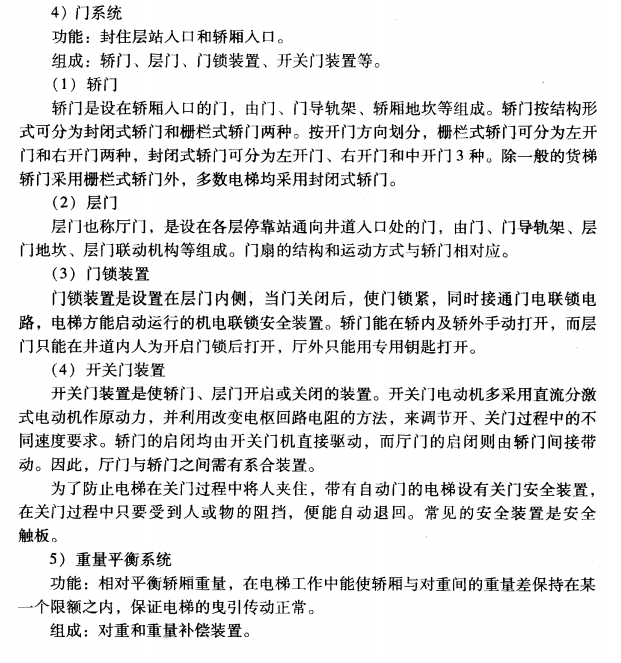 4）门系统
功能：封住层站入口和轿厢入口。
组成：轿门、层门、门锁装置、开关门装置等。
（1）轿门
轿门是设在轿厢入口的门，由门、门导轨架、轿厢地坎等组成。轿门按结构形
式可分为封闭式轿门和栅栏式轿门两种。按开门方向划分，栅栏式轿门可分为左开
门和右开门两种，封闭式轿门可分为左开门、右开门和中开门3种。除一般的货梯
轿门采用栅栏式轿门外，多数电梯均采用封闭式轿门。
（2）层门
层门也称厅门，是设在各层停靠站通向井道入口处的门，由门、门导轨架、层
门地坎、层门联动机构等组成。门扇的结构和运动方式与轿门相对应。
（3）门锁装置
门锁装置是设置在层门内侧，当门关闭后，使门锁紧，同时接通门电联锁电
路，电梯方能启动运行的机电联锁安全装置。轿门能在轿内及轿外手动打开，而层
门只能在井道内人为开启门锁后打开，厅外只能用专用钥匙打开。
（4）开关门装置
开关门装置是使轿门、层门开启或关闭的装置。开关门电动机多采用直流分激
式电动机作原动力，并利用改变电枢回路电阻的方法，来调节开、关门过程中的不
同速度要求。轿门的启闭均由开关门机直接驱动，而厅门的启闭则由轿门间接带
动。因此，厅门与轿门之间需有系合装置。
为了防止电梯在关门过程中将人夹住，带有自动门的电梯设有关门安全装置，
在关门过程中只要受到人或物的阻挡，便能自动退回。常见的安全装置是安全
触板。
5）重量平衡系统
功能：相对平衡轿厢重量，在电梯工作中能使轿厢与对重间的重量差保持在某
一个限额之内，保证电梯的曳引传动正常。
组成：对重和重量补偿装置。